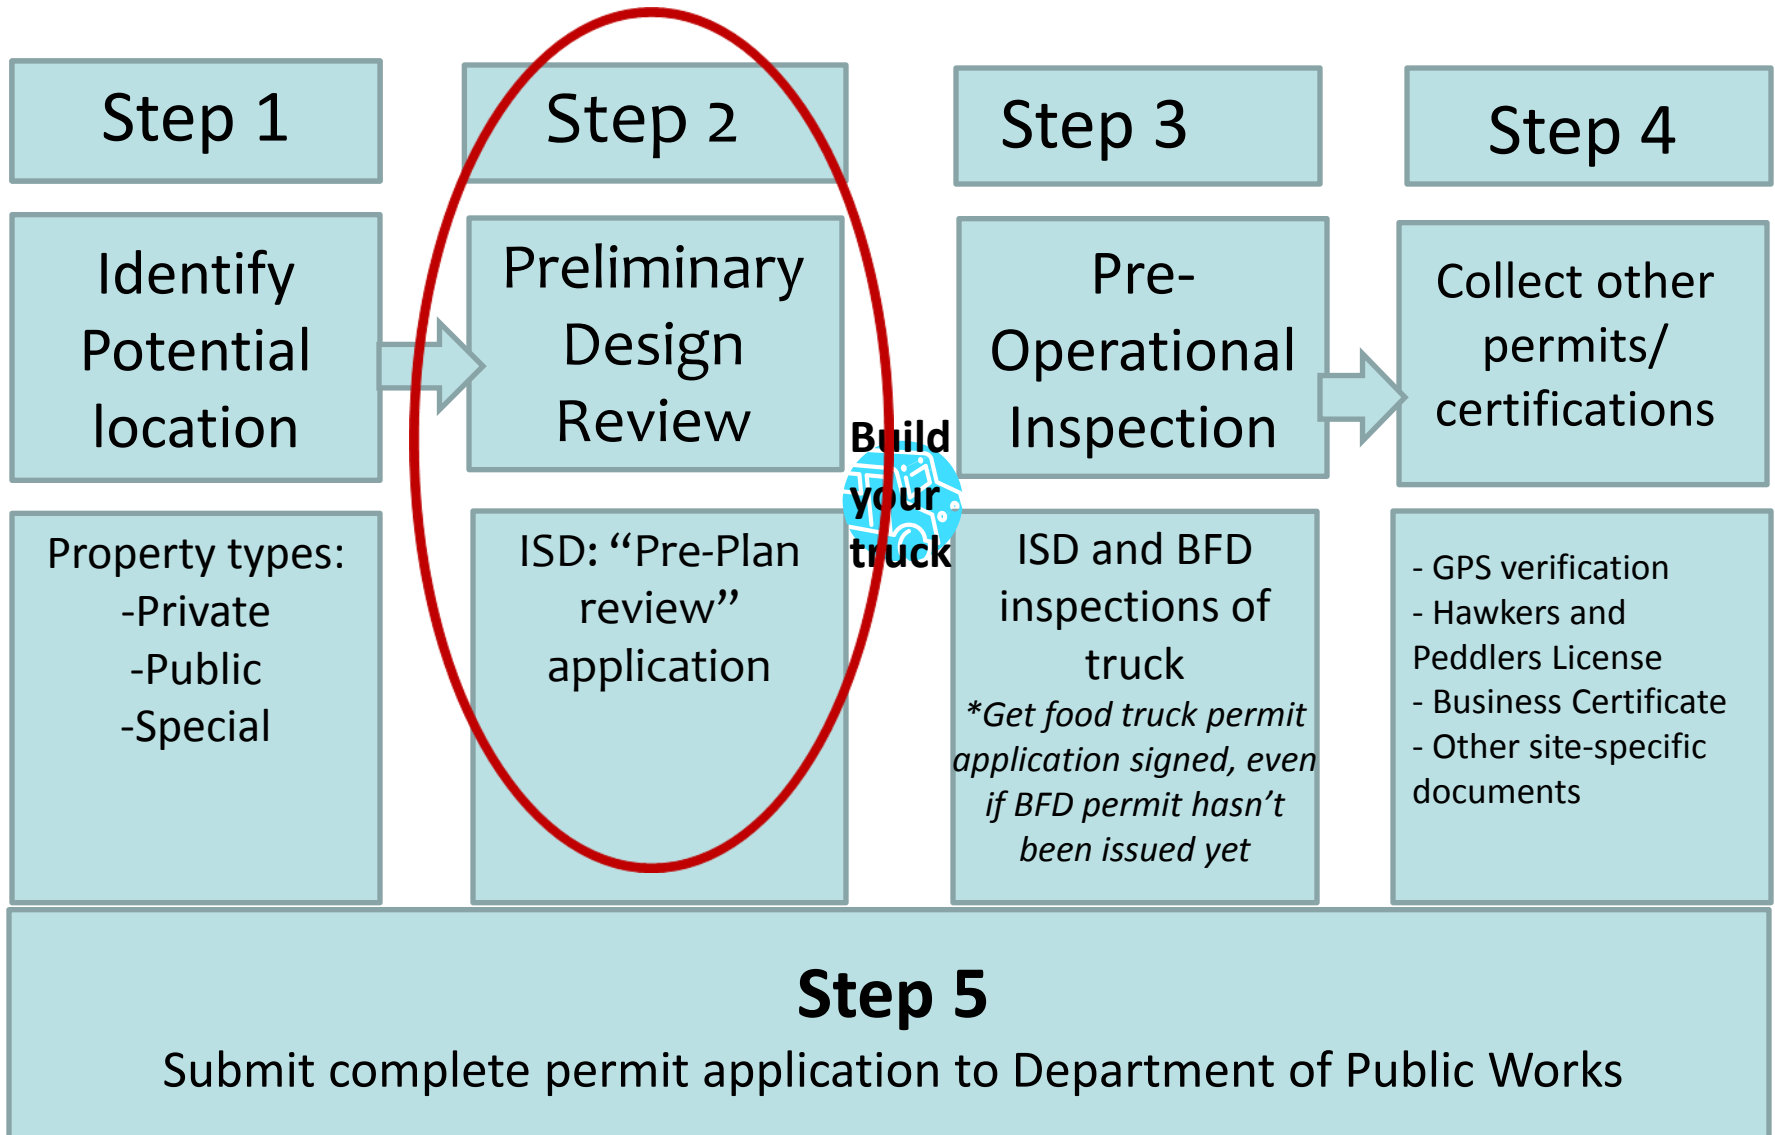 Step 1
Identify
Potential
location
Property types:
-Private
-Public
-Special
Step 2
Preliminary
Design
Review
ISD: “Pre-Plan
review”
application
Build
your
truck
Step 3
Pre-
Operational
Inspection
ISD and BFD
inspections of
truck
*Get food truck permit
application signed, even
if BFD permit hasn’t
been issued yet
Step 4
Collect other
permits/
certifications
- GPS verification
- Hawkers and
Peddlers License
- Business Certificate
- Other site-specific
documents
Step 5
Submit complete permit application to Department of Public Works